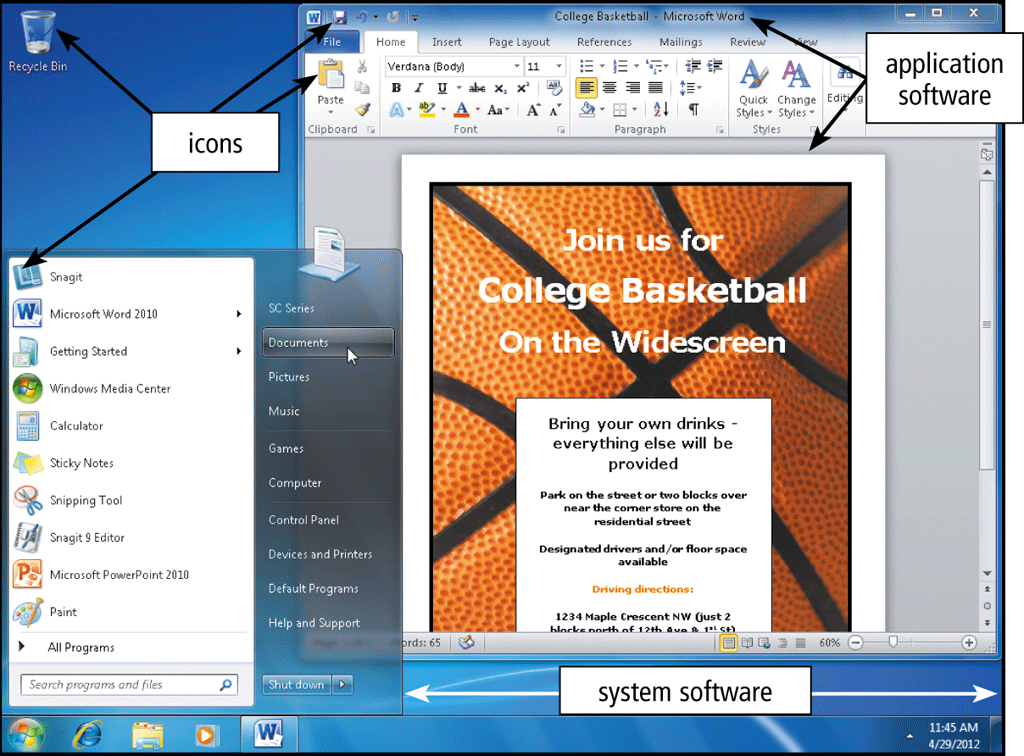 Recycle Bin
College Basketball - Microsoft Word
File Home Insert Page Layout References Mailings Review View
Verdana (Body) 11
Paste
B I U abc X₂ X²
Aa
Quick Styles
Change Styles
Editing
Clipboard Font Paragraph Styles
application software
icons
Join us for
College Basketball
On the Widescreen
Bring your own drinks -
everything else will be
provided
Park on the street or two blocks over
near the corner store on the
residential street
Designated drivers and/or floor space
available
Driving directions:
1234 Maple Crescent NW (just 2
blocks north of 12th Ave & 1st St)
Words: 65
60%
Snagit
Microsoft Word 2010
Getting Started
Windows Media Center
Calculator
Sticky Notes
Snipping Tool
Snagit 9 Editor
Microsoft PowerPoint 2010
Paint
All Programs
Search programs and files
SC Series
Documents
Pictures
Music
Games
Computer
Control Panel
Devices and Printers
Default Programs
Help and Support
Shut down
system software
11:45 AM
4/29/2012